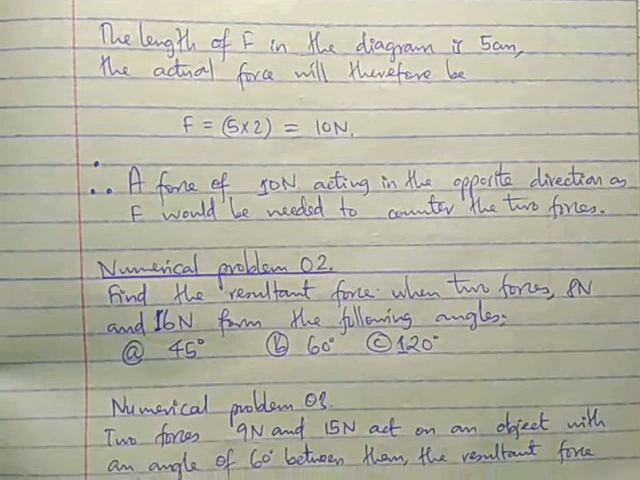 The length of F in the diagram is 5cm,
the actual force will therefore be
F = (5x2) = 10N.
∴ A force of 10N acting in the opposite direction as
F would be needed to counter the two forces.
Numerical problem 02.
Find the resultant force when two forces, 8N
and 16N form the following angles:
ⓐ 45° ⓑ 60° ⓒ 120°
Numerical problem 03.
Two forces 9N and 15N act on an object with
an angle of 60° between them, the resultant force